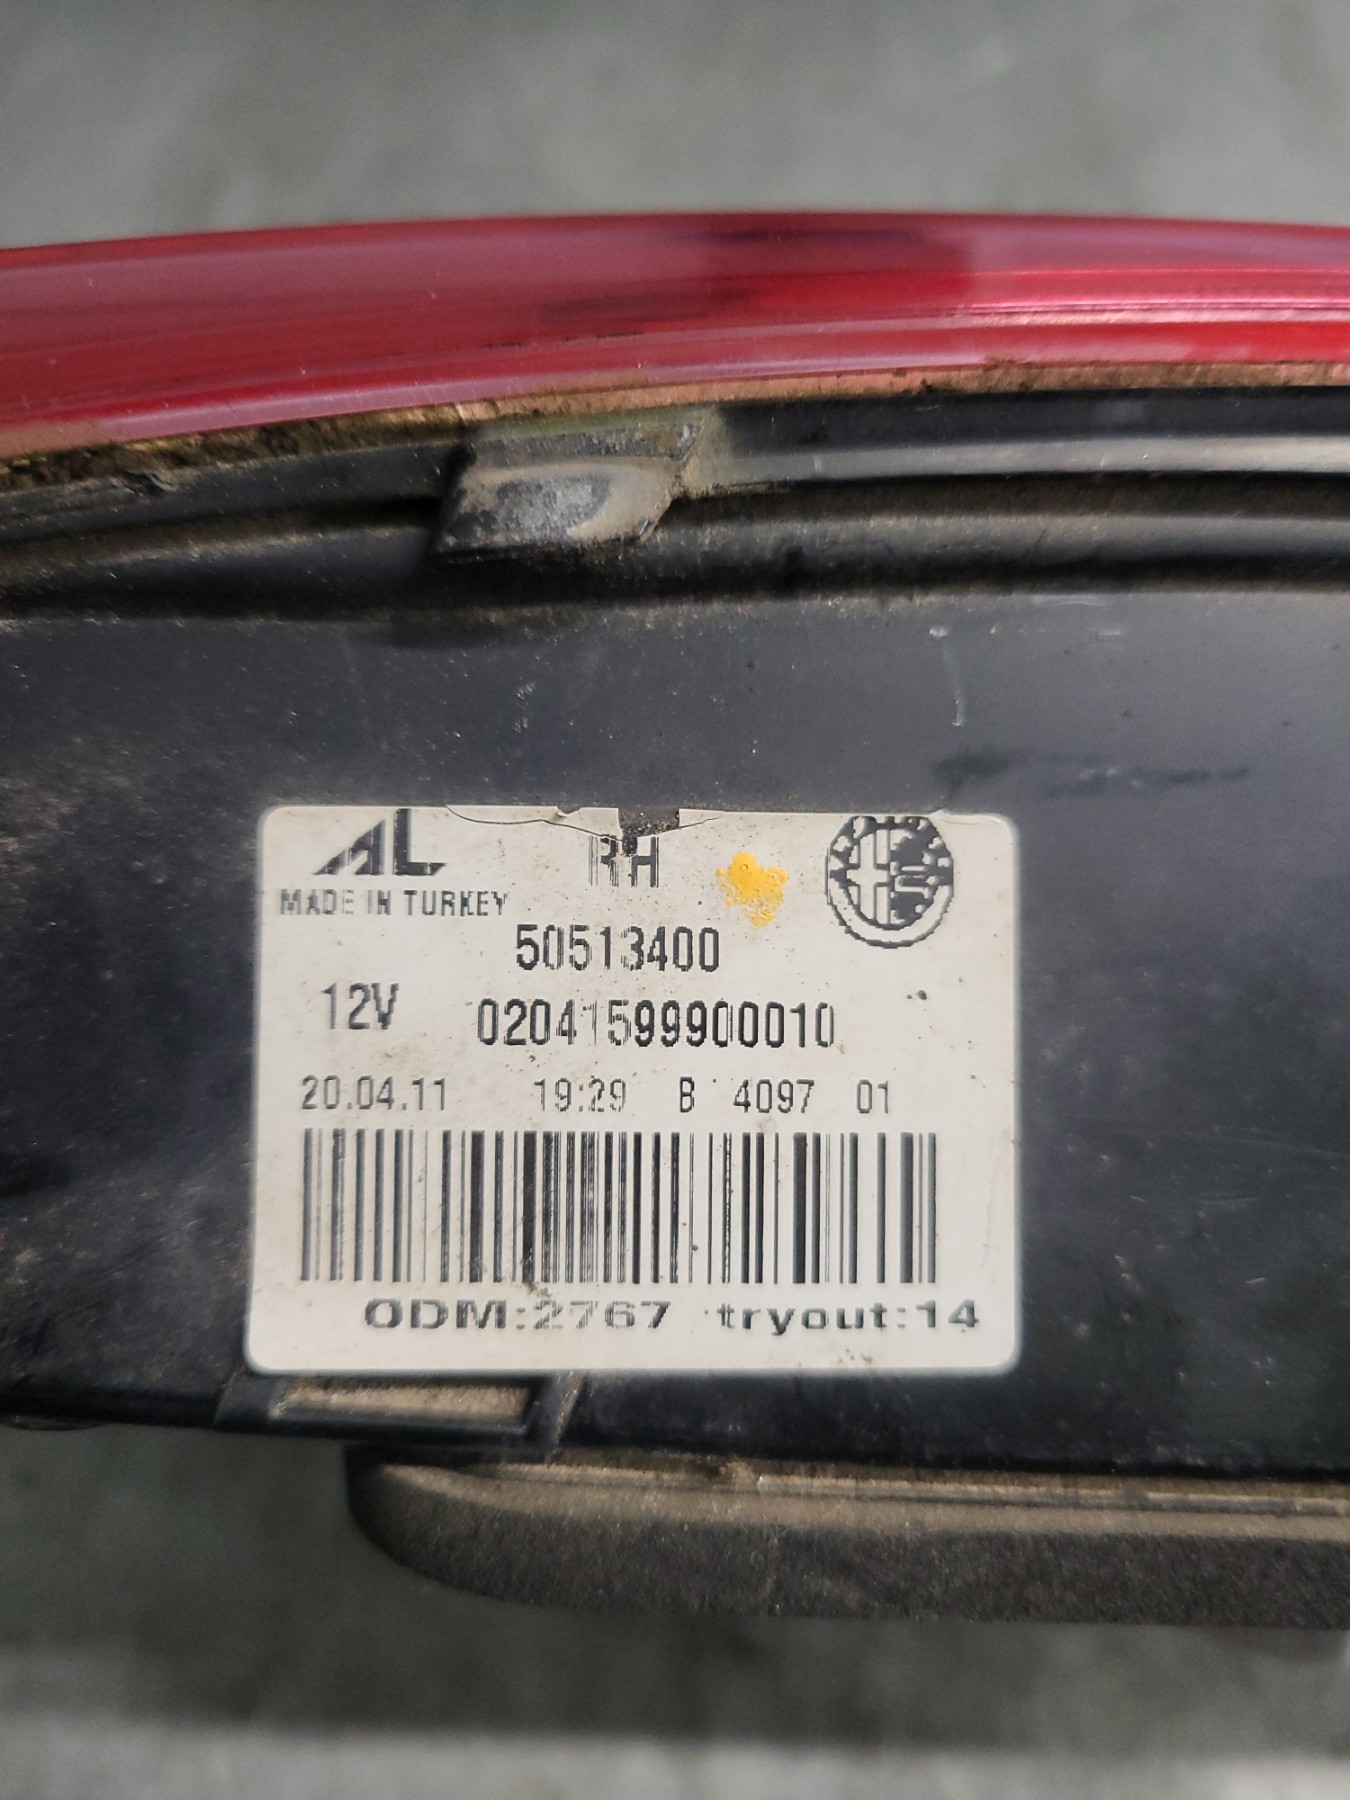 AL RH
MADE IN TURKEY
50513400
12V 02041599900010
20.04.11 19:29 B 4097 01
ODM:2767 tryout:14